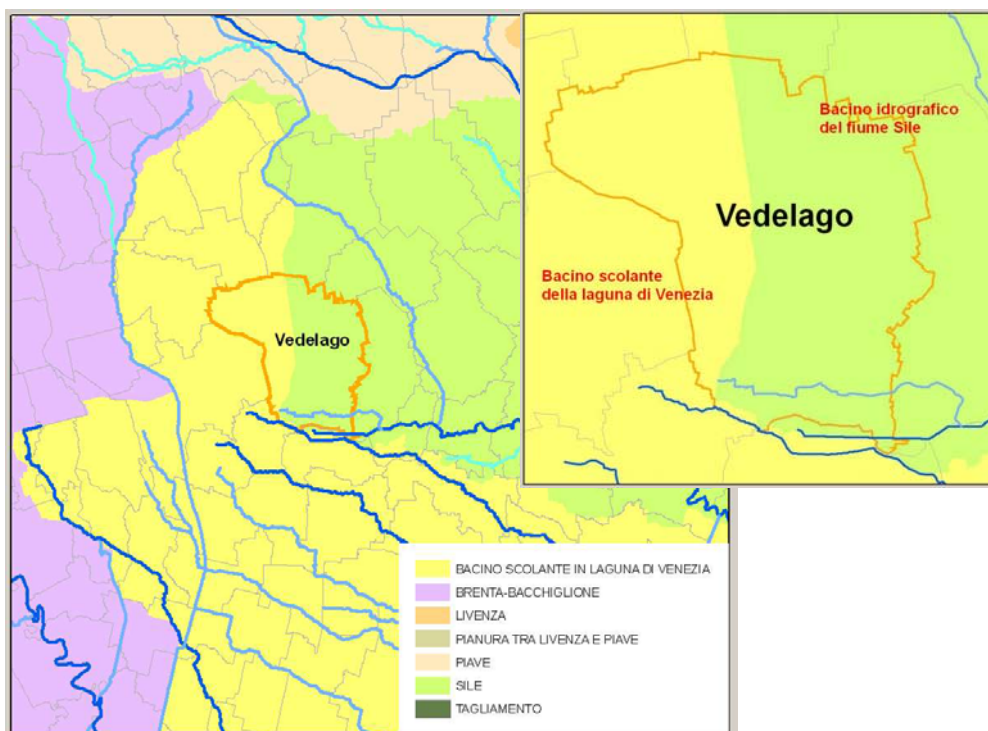 Vedelago
Bacino idrografico
del fiume Sile
Vedelago
Bacino scolante
della laguna di Venezia
BACINO SCOLANTE IN LAGUNA DI VENEZIA
BRENTA-BACCHIGLIONE
LIVENZA
PIANURA TRA LIVENZA E PIAVE
PIAVE
SILE
TAGLIAMENTO